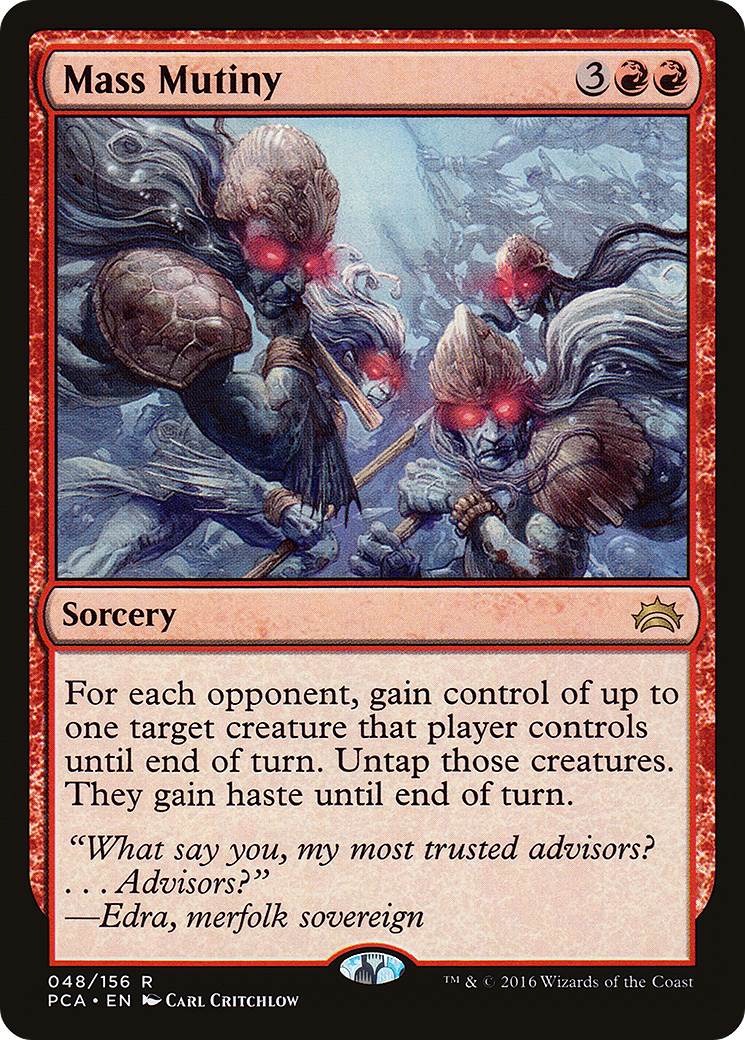 Mass Mutiny 3
Sorcery
For each opponent, gain control of up to
one target creature that player controls
until end of turn. Untap those creatures.
They gain haste until end of turn.
“What say you, my most trusted advisors?
. . . Advisors?”
—Edra, merfolk sovereign
048/156 R
PCA • EN Carl Critchlow
™ & © 2016 Wizards of the Coast